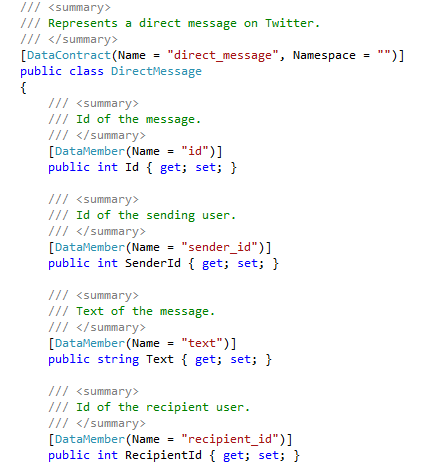 /// <summary>
/// Represents a direct message on Twitter.
/// </summary>
[DataContract(Name = "direct_message", Namespace = "")]
public class DirectMessage
{
    /// <summary>
    /// Id of the message.
    /// </summary>
    [DataMember(Name = "id")]
    public int Id { get; set; }

    /// <summary>
    /// Id of the sending user.
    /// </summary>
    [DataMember(Name = "sender_id")]
    public int SenderId { get; set; }

    /// <summary>
    /// Text of the message.
    /// </summary>
    [DataMember(Name = "text")]
    public string Text { get; set; }

    /// <summary>
    /// Id of the recipient user.
    /// </summary>
    [DataMember(Name = "recipient_id")]
    public int RecipientId { get; set; }